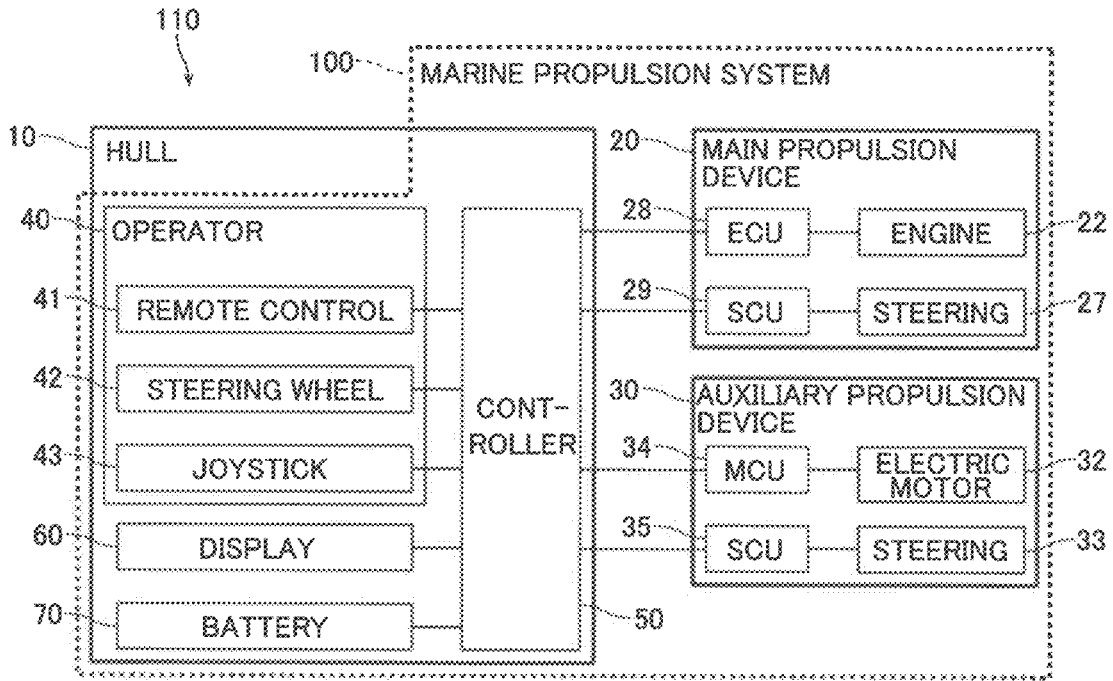 110
100
MARINE PROPULSION SYSTEM
10
HULL
20
MAIN PROPULSION
DEVICE
40
OPERATOR
28
ECU
ENGINE
22
41
REMOTE CONTROL
29
SCU
STEERING
27
42
STEERING WHEEL
CONT-
ROLLER
30
AUXILIARY PROPULSION
DEVICE
43
JOYSTICK
34
MCU
ELECTRIC
MOTOR
32
60
DISPLAY
35
SCU
STEERING
33
70
BATTERY
50